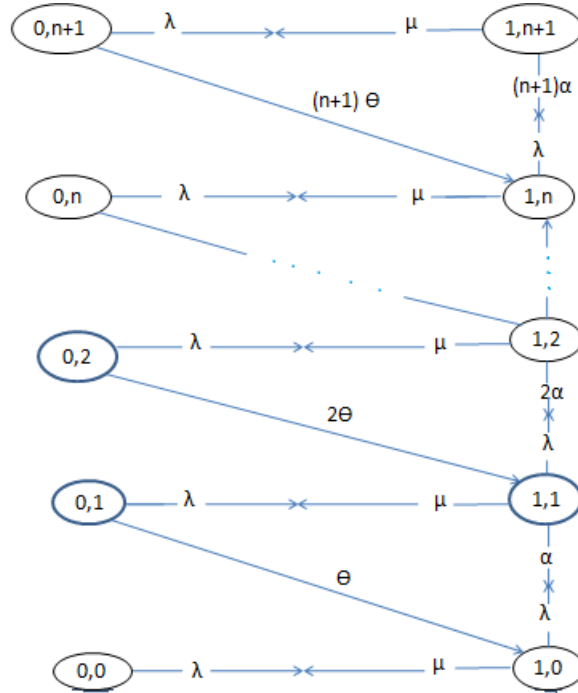 0,n+1 λ μ 1,n+1
(n+1) Ө (n+1)α
λ
0,n λ μ 1,n
1,2
0,2 λ μ
2α
2Ө
λ
0,1 λ μ 1,1
α
Ө
λ
0,0 λ μ 1,0